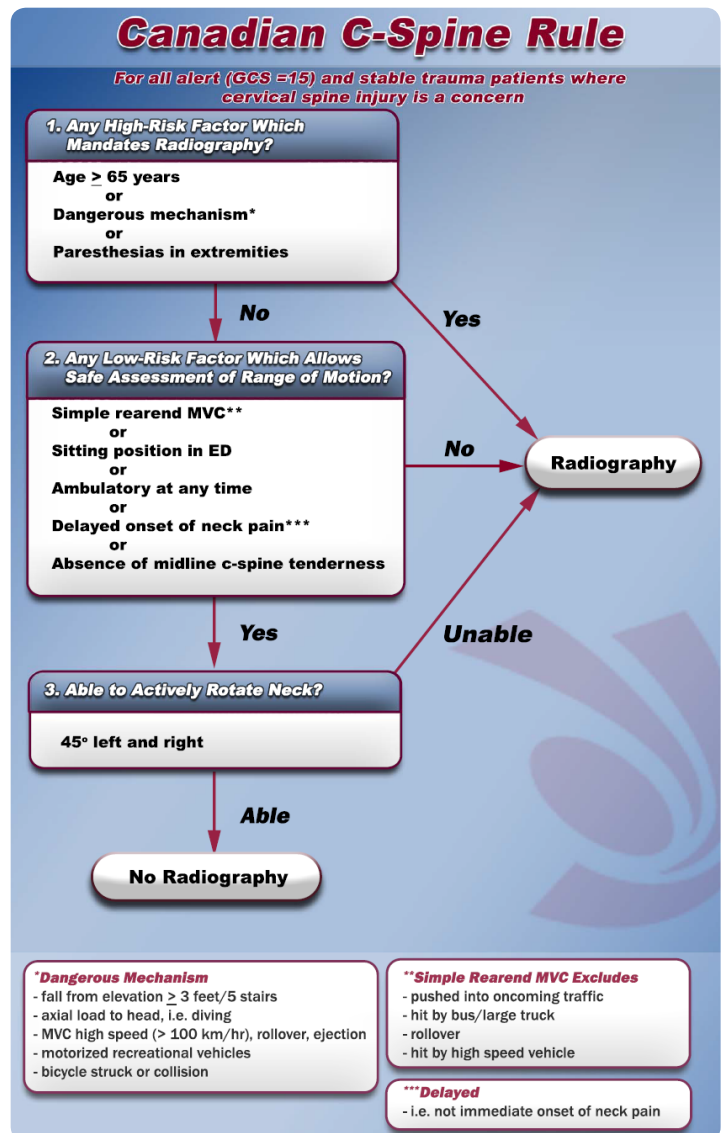 Canadian C-Spine Rule
For all alert (GCS =15) and stable trauma patients where
cervical spine injury is a concern
1. Any High-Risk Factor Which
Mandates Radiography?
Age ≥ 65 years
or
Dangerous mechanism*
or
Paresthesias in extremities
No
Yes
2. Any Low-Risk Factor Which Allows
Safe Assessment of Range of Motion?
Simple rearend MVC**
or
Sitting position in ED
or
Ambulatory at any time
or
Delayed onset of neck pain***
or
Absence of midline c-spine tenderness
No
Radiography
Yes
Unable
3. Able to Actively Rotate Neck?
45º left and right
Able
No Radiography
*Dangerous Mechanism
- fall from elevation ≥ 3 feet/5 stairs
- axial load to head, i.e. diving
- MVC high speed (> 100 km/hr), rollover, ejection
- motorized recreational vehicles
- bicycle struck or collision
**Simple Rearend MVC Excludes
- pushed into oncoming traffic
- hit by bus/large truck
- rollover
- hit by high speed vehicle
***Delayed
- i.e. not immediate onset of neck pain